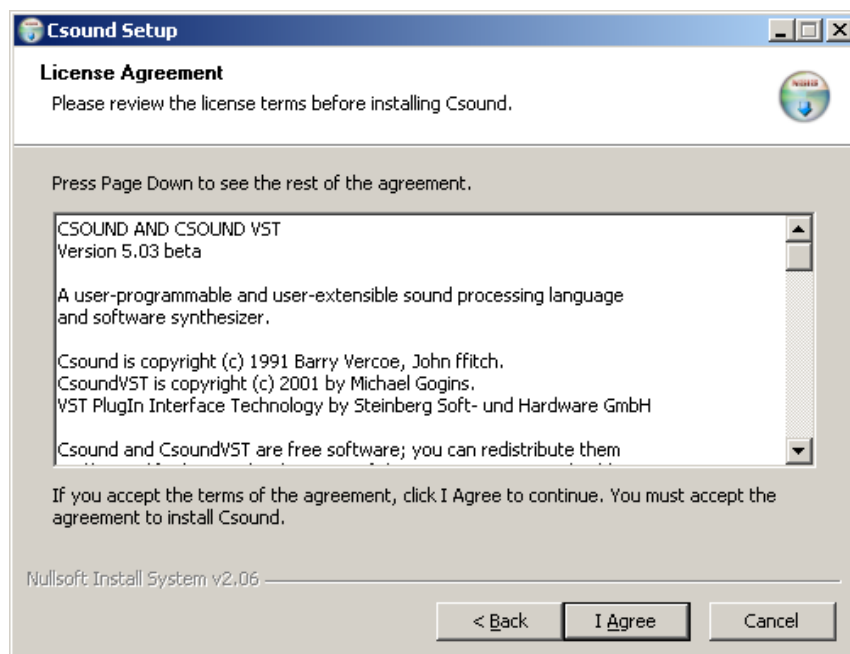 Csound Setup
License Agreement
Please review the license terms before installing Csound.
Press Page Down to see the rest of the agreement.
CSOUND AND CSOUND VST
Version 5.03 beta
A user-programmable and user-extensible sound processing language
and software synthesizer.
Csound is copyright (c) 1991 Barry Vercoe, John ffitch.
CsoundVST is copyright (c) 2001 by Michael Gogins.
VST PlugIn Interface Technology by Steinberg Soft- und Hardware GmbH
Csound and CsoundVST are free software; you can redistribute them
If you accept the terms of the agreement, click I Agree to continue. You must accept the
agreement to install Csound.
Nullsoft Install System v2.06
< Back
I Agree
Cancel